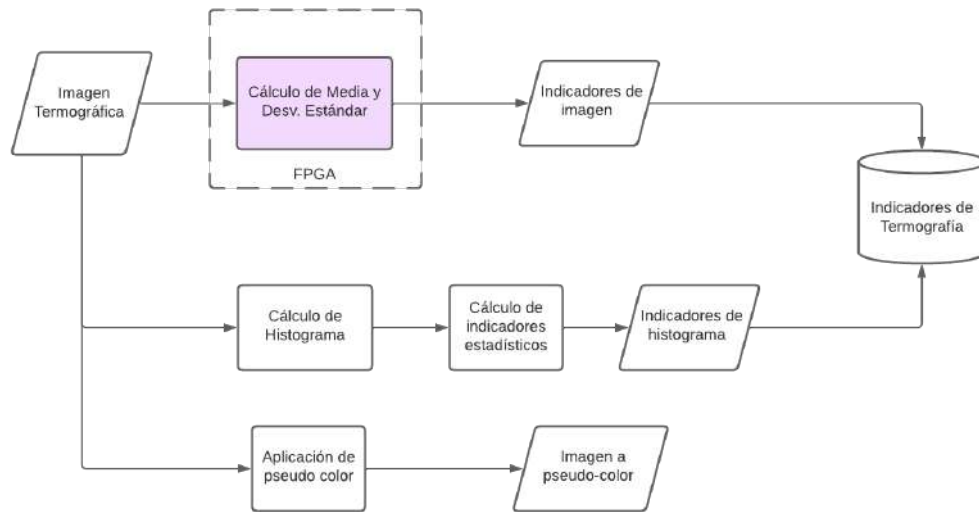 Imagen
Termográfica
Cálculo de Media y
Desv. Estándar
FPGA
Indicadores de
imagen
Indicadores de
Termografía
Cálculo de
Histograma
Cálculo de
indicadores
estadísticos
Indicadores de
histograma
Aplicación de
pseudo color
Imagen a
pseudo-color